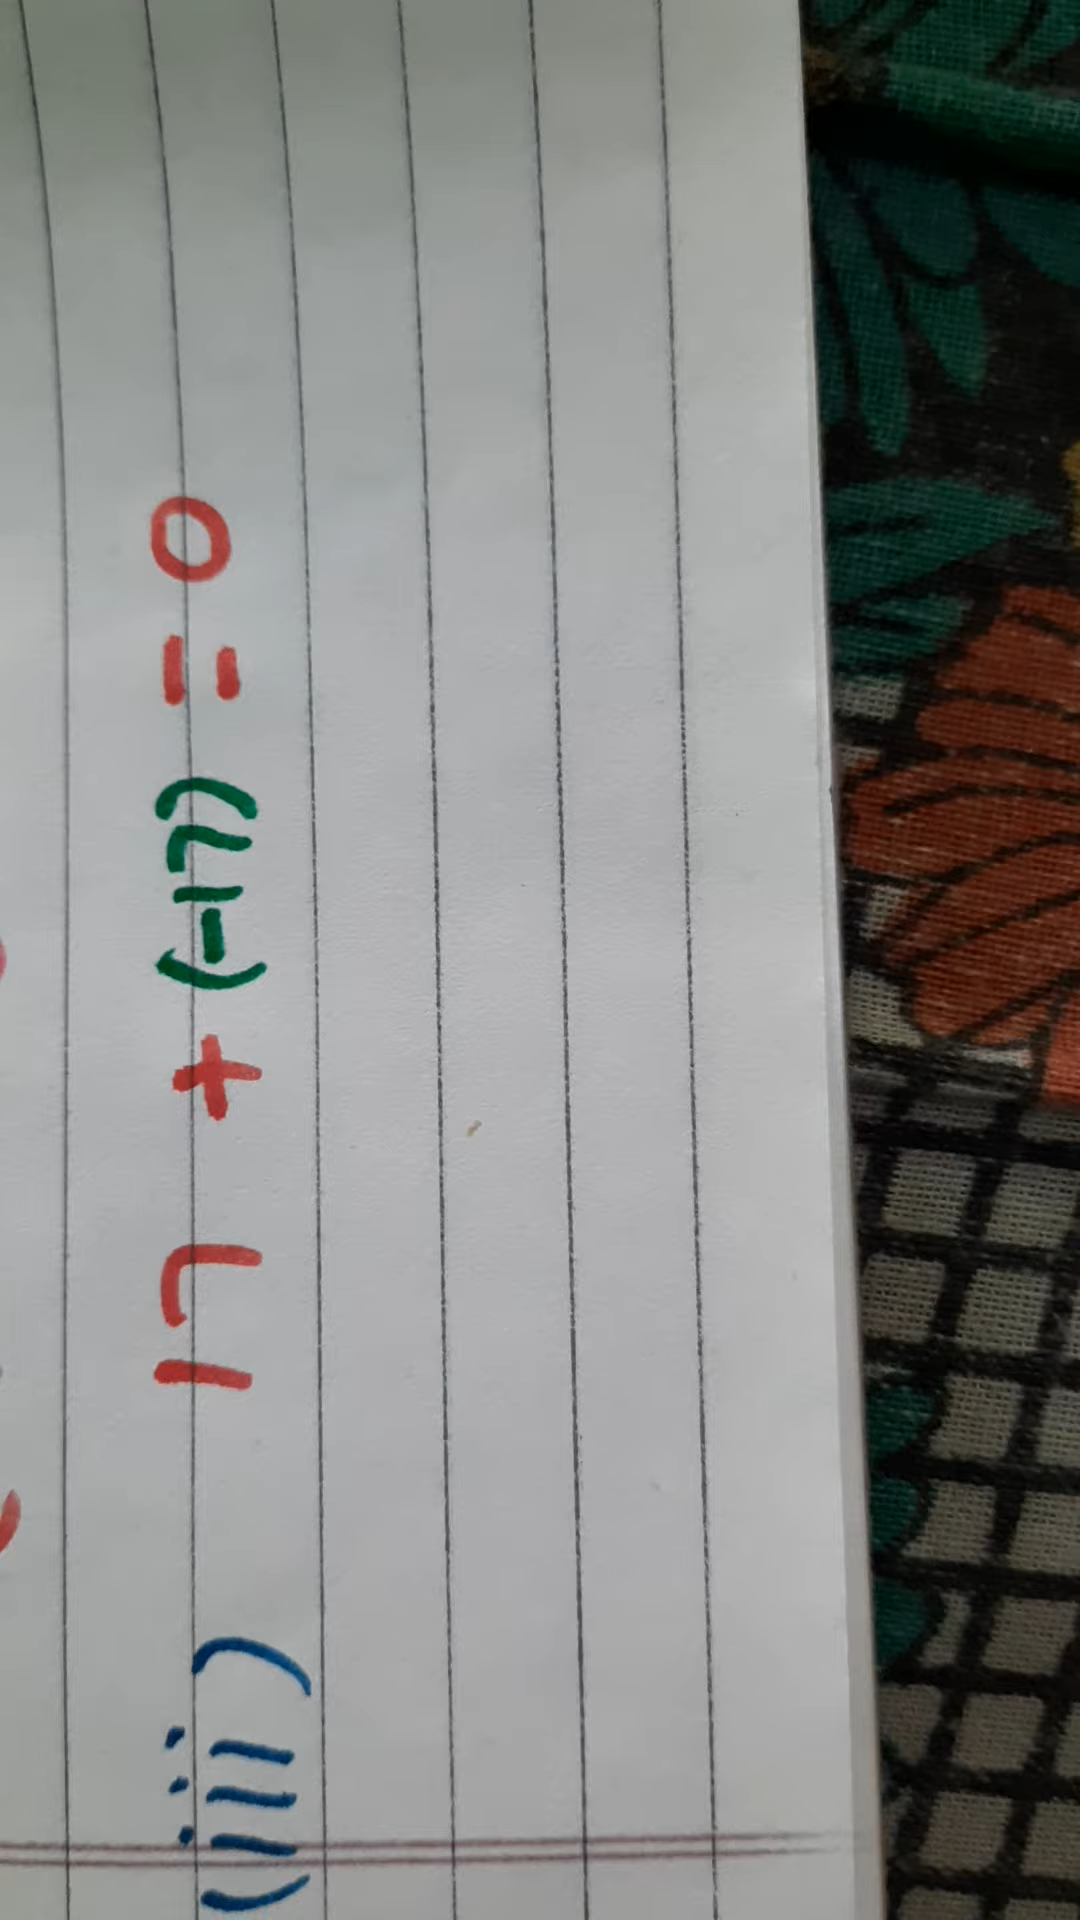 (iii) 17 + (-17) = 0